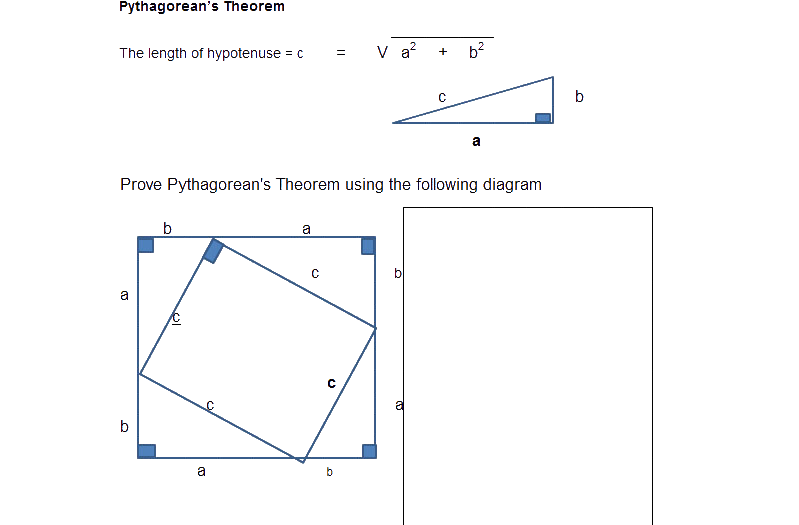 Pythagorean's Theorem
The length of hypotenuse = c = V a² + b²
c
b
a
Prove Pythagorean's Theorem using the following diagram
b a
c b
a
c
c
c a
b
a b